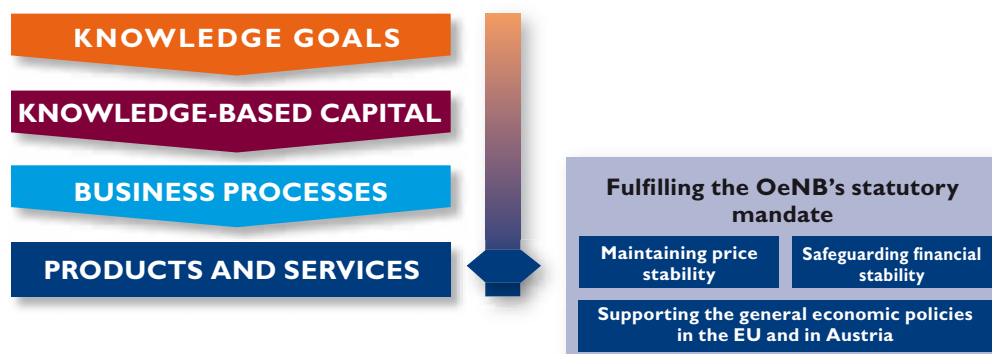 KNOWLEDGE GOALS
KNOWLEDGE-BASED CAPITAL
BUSINESS PROCESSES
PRODUCTS AND SERVICES
Fulfilling the OeNB’s statutory
mandate
Maintaining price
stability
Safeguarding financial
stability
Supporting the general economic policies
in the EU and in Austria